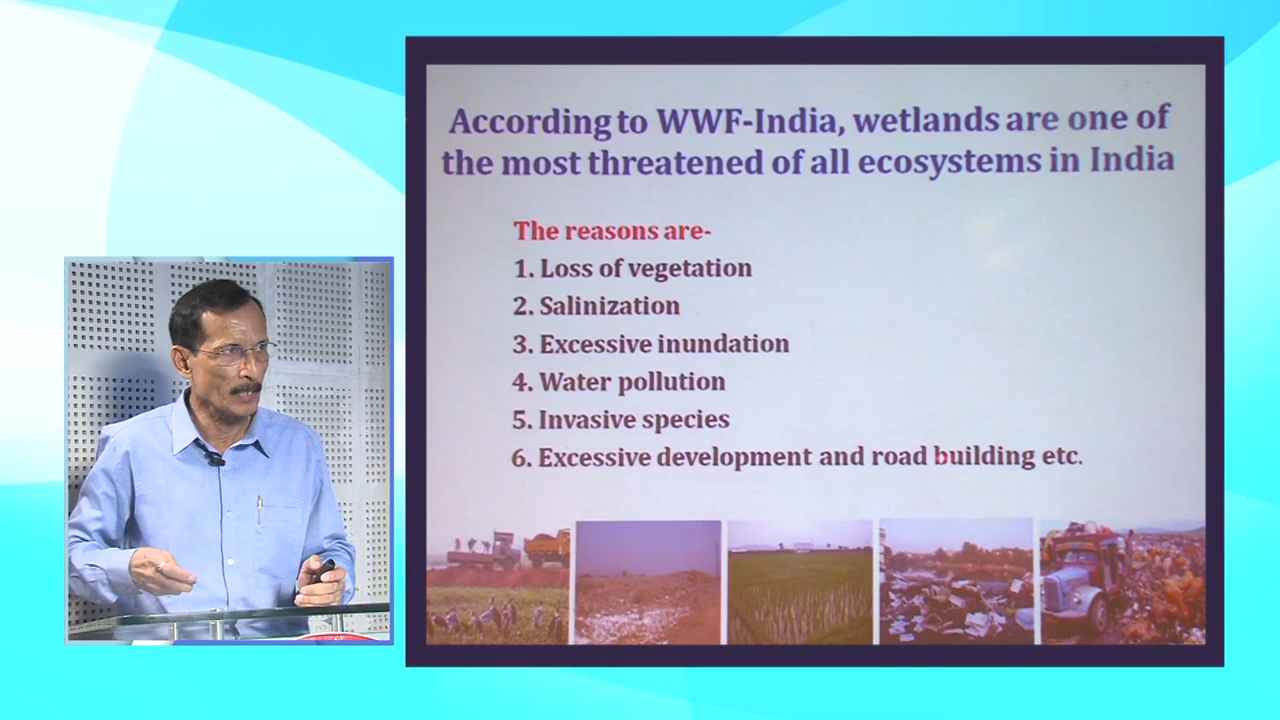 According to WWF-India, wetlands are one of
the most threatened of all ecosystems in India
The reasons are-
1. Loss of vegetation
2. Salinization
3. Excessive inundation
4. Water pollution
5. Invasive species
6. Excessive development and road building etc.